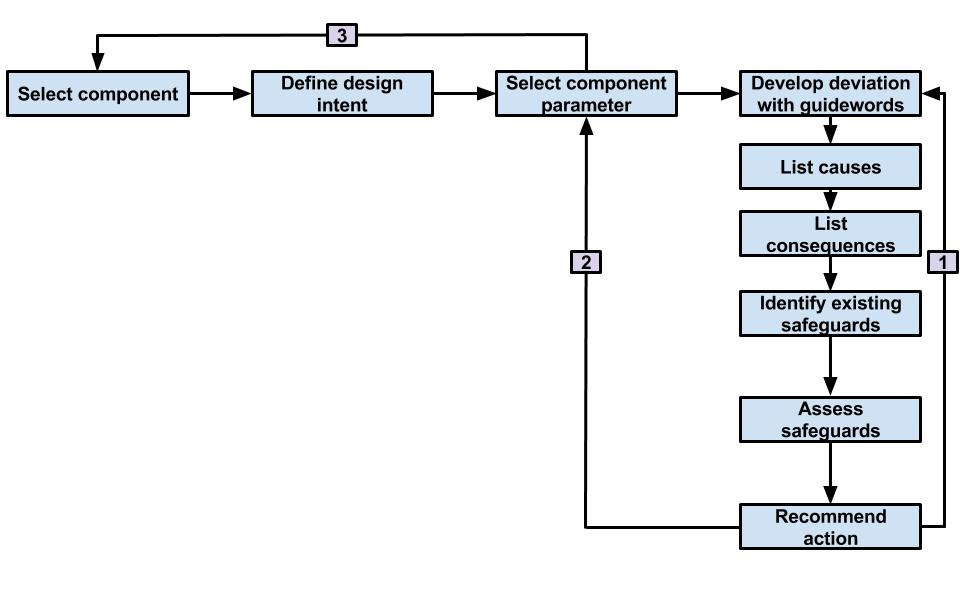 3
Select component
Define design
intent
Select component
parameter
Develop deviation
with guidewords
List causes
List
consequences
2
1
Identify existing
safeguards
Assess
safeguards
Recommend
action